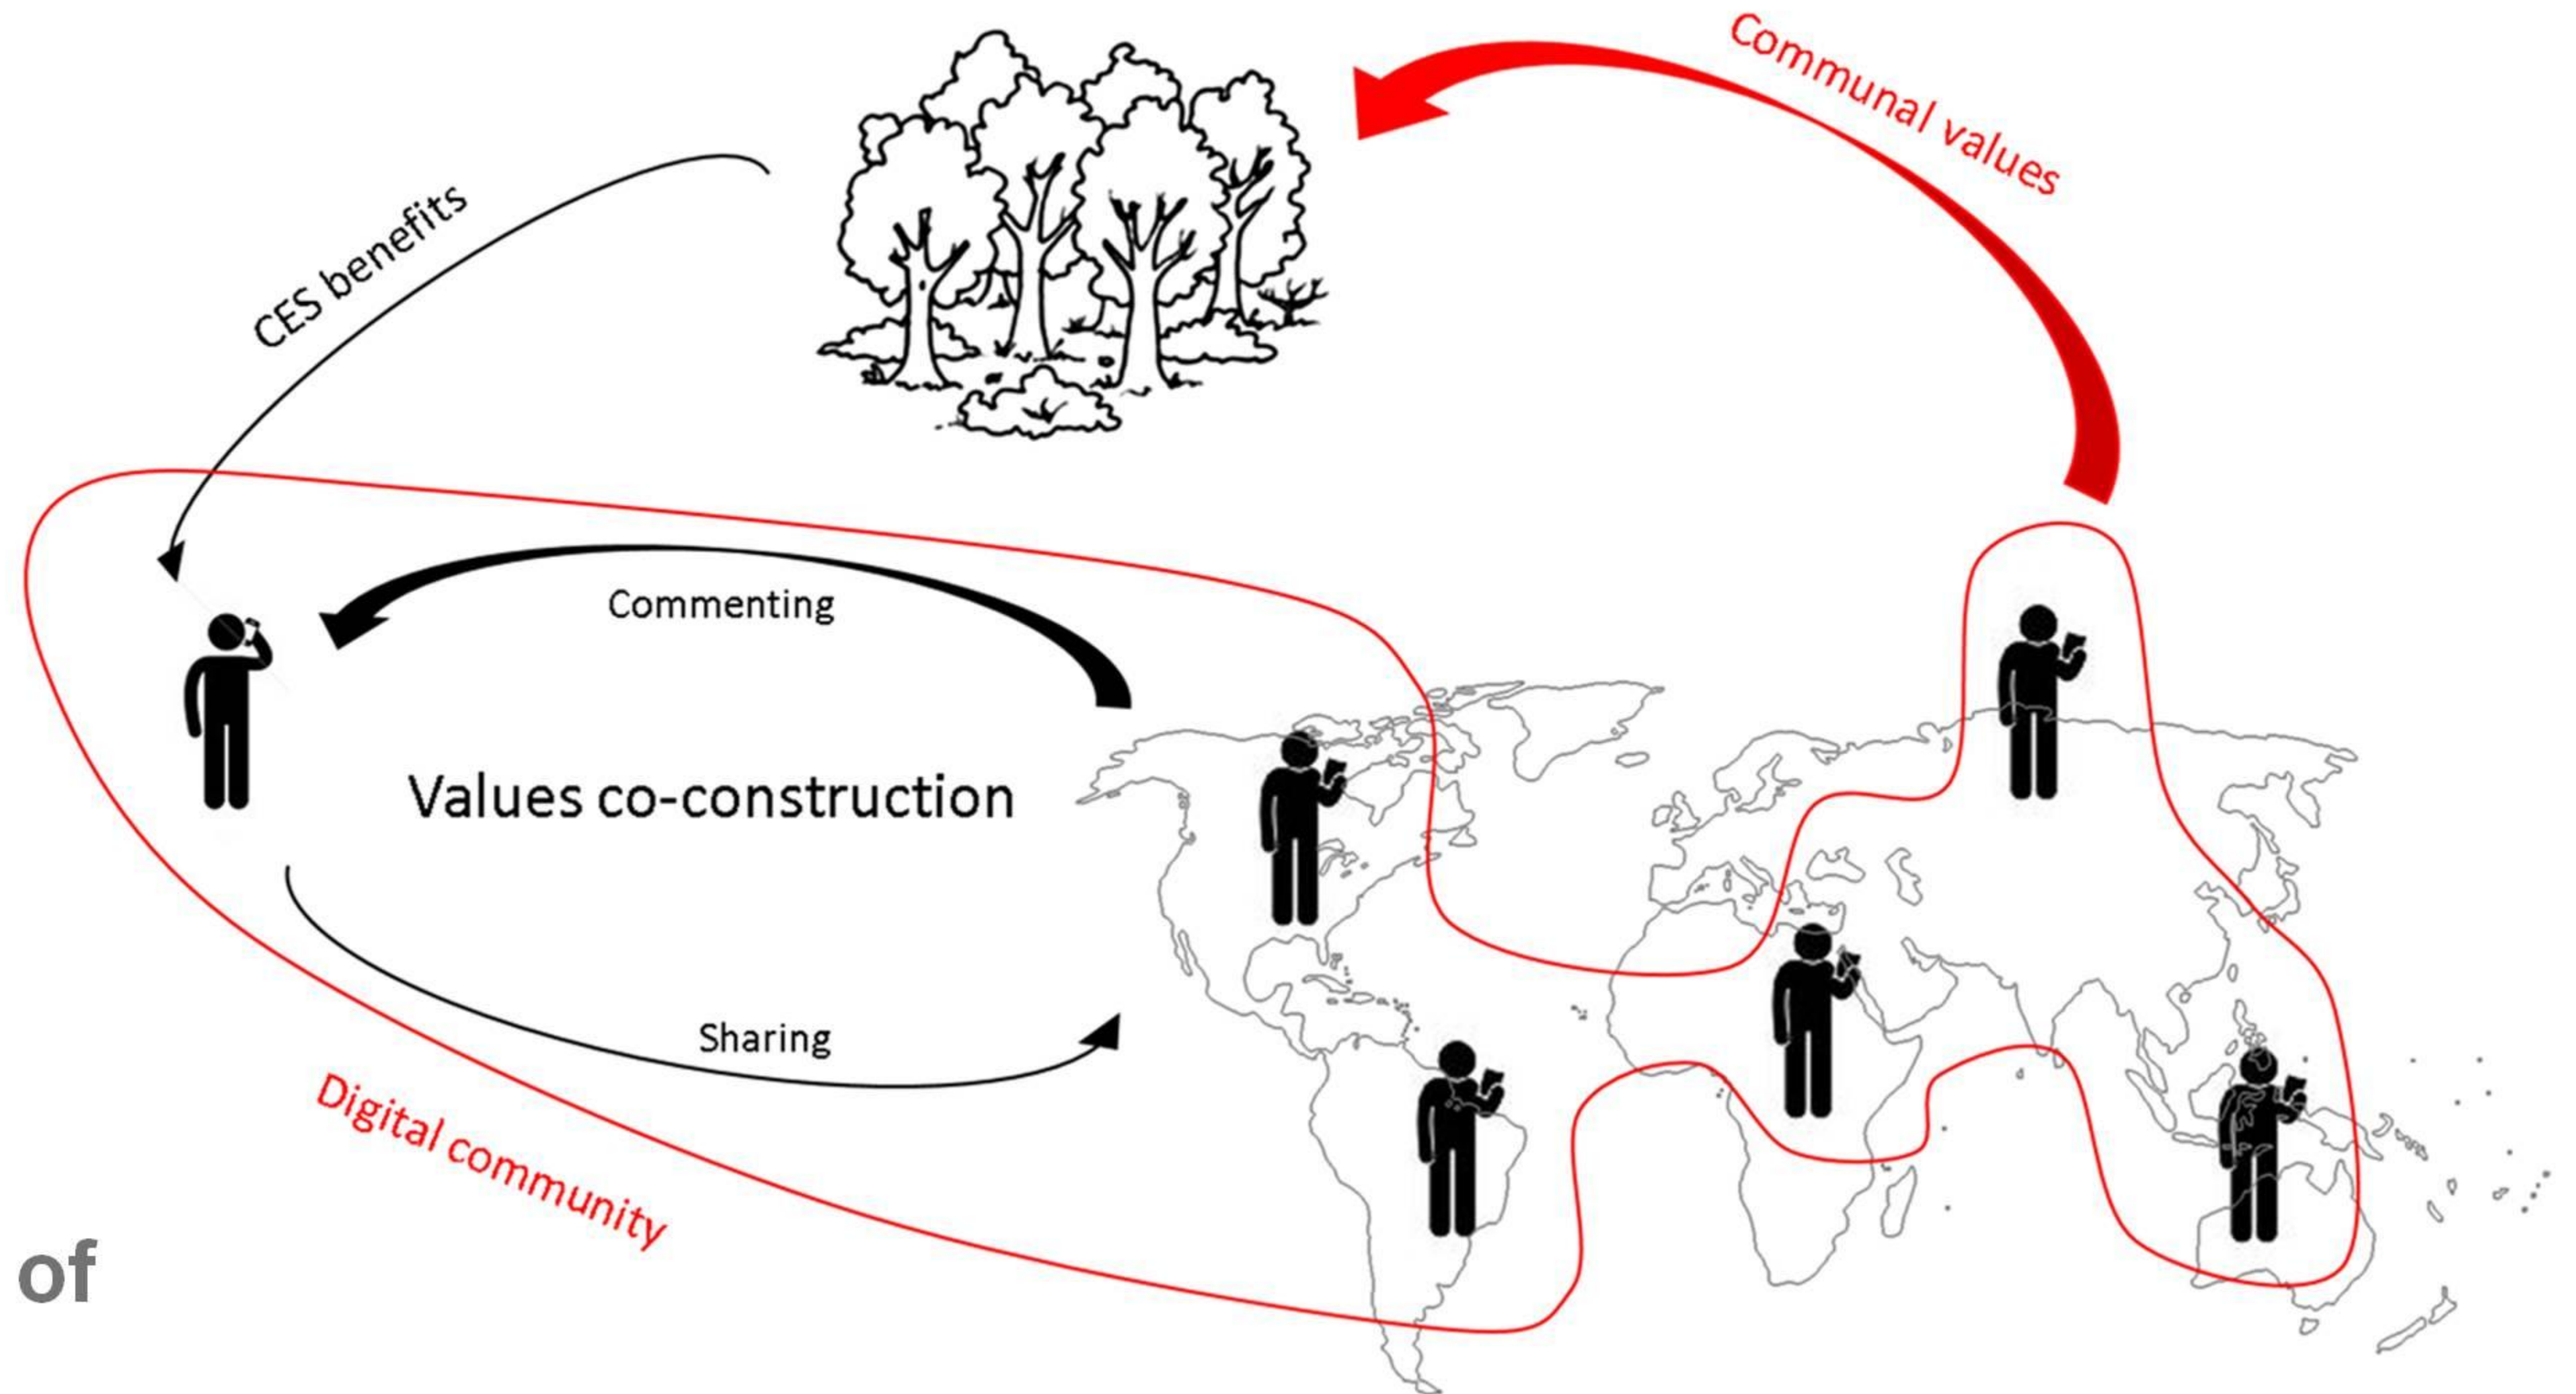 Communal values
CES benefits
Commenting
Values co-construction
Sharing
Digital community
of